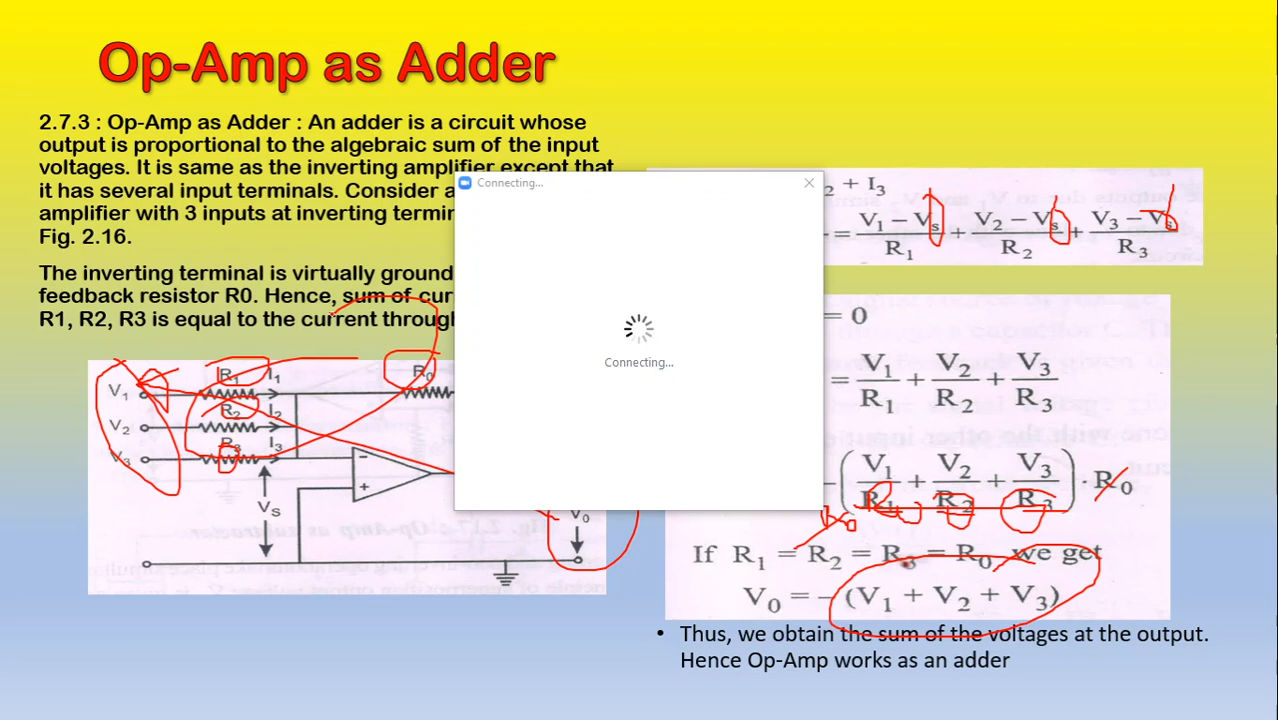 Op-Amp as Adder
2.7.3 : Op-Amp as Adder : An adder is a circuit whose
output is proportional to the algebraic sum of the input
voltages. It is same as the inverting amplifier except that
it has several input terminals. Consider
amplifier with 3 inputs at inverting
Fig. 2.16.
The inverting terminal is virtually
feedback resistor R0. Hence, sum of
R1, R2, R3 is equal to the current
Connecting...
Connecting...
R₁ I₁ R₀
V₁
R₂ I₂
V₂
R₃ I₃
V₃
−
+
Vs
V₀
₂ + I₃
= (V₁ − Vs)/R₁ + (V₂ − Vs)/R₂ + (V₃ − Vs)/R₃
= 0
= V₁/R₁ + V₂/R₂ + V₃/R₃
− (V₁/R₁ + V₂/R₂ + V₃/R₃) · R₀
R₀
If R₁ = R₂ = R₃ = R₀, we get
V₀ = − (V₁ + V₂ + V₃)
• Thus, we obtain the sum of the voltages at the output.
Hence Op-Amp works as an adder